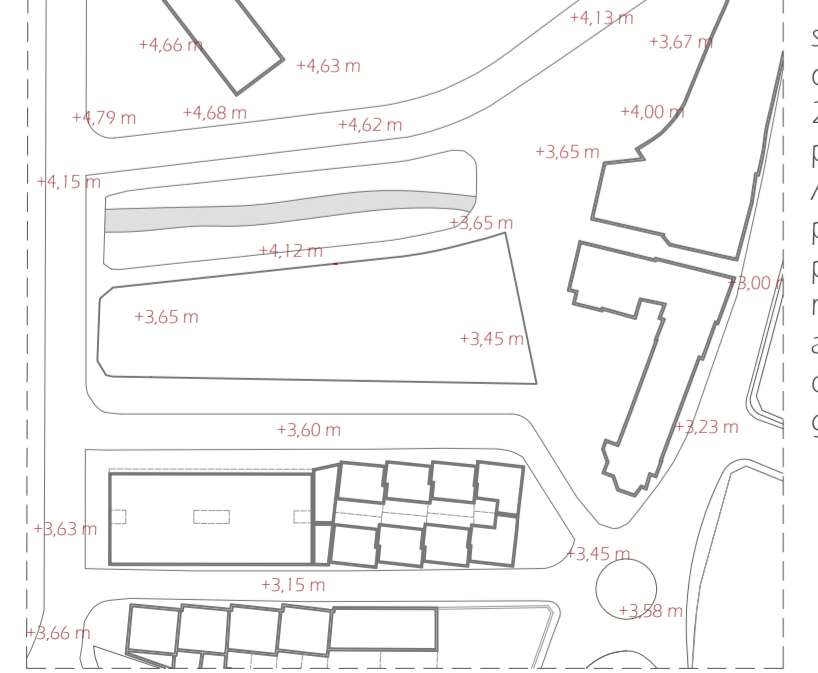 +4,13 m
+4,66 m
+3,67 m
+4,63 m
+4,79 m
+4,68 m
+4,00 m
+4,62 m
+3,65 m
+4,15 m
+3,65 m
+4,12 m
+3,00
+3,65 m
+3,45 m
+3,60 m
+3,23 m
+3,63 m
+3,45 m
+3,15 m
+3,58 m
+3,66 m